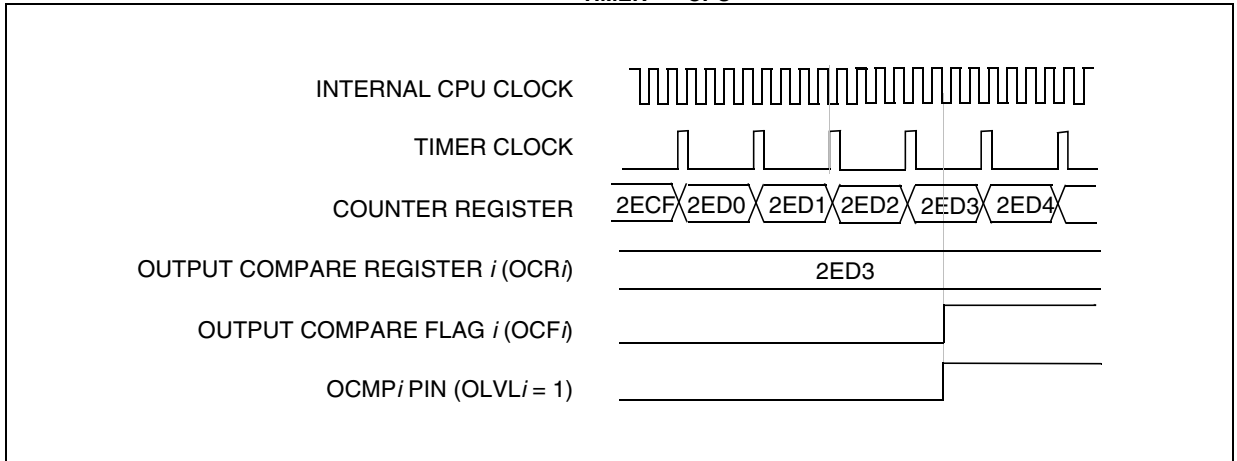 INTERNAL CPU CLOCK
TIMER CLOCK
COUNTER REGISTER 2ECF 2ED0 2ED1 2ED2 2ED3 2ED4
OUTPUT COMPARE REGISTER i (OCRi) 2ED3
OUTPUT COMPARE FLAG i (OCFi)
OCMPi PIN (OLVLi = 1)